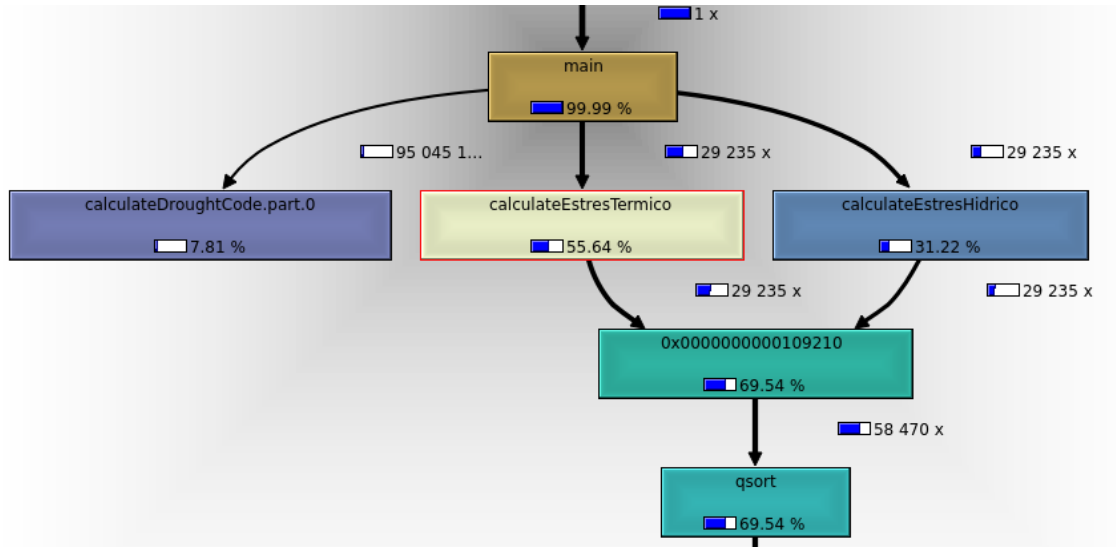 1 x
main
99.99 %
95 045 1...
29 235 x
29 235 x
calculateDroughtCode.part.0
7.81 %
calculateEstresTermico
55.64 %
calculateEstresHidrico
31.22 %
29 235 x
29 235 x
0x0000000000109210
69.54 %
58 470 x
qsort
69.54 %